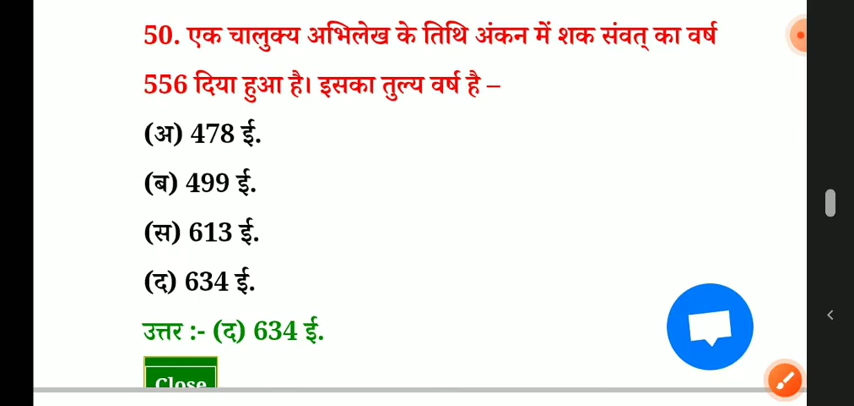 50. एक चालुक्य अभिलेख के तिथि अंकन में शक संवत् का वर्ष
556 दिया हुआ है। इसका तुल्य वर्ष है –
(अ) 478 ई.
(ब) 499 ई.
(स) 613 ई.
(द) 634 ई.
उत्तर :- (द) 634 ई.
Close